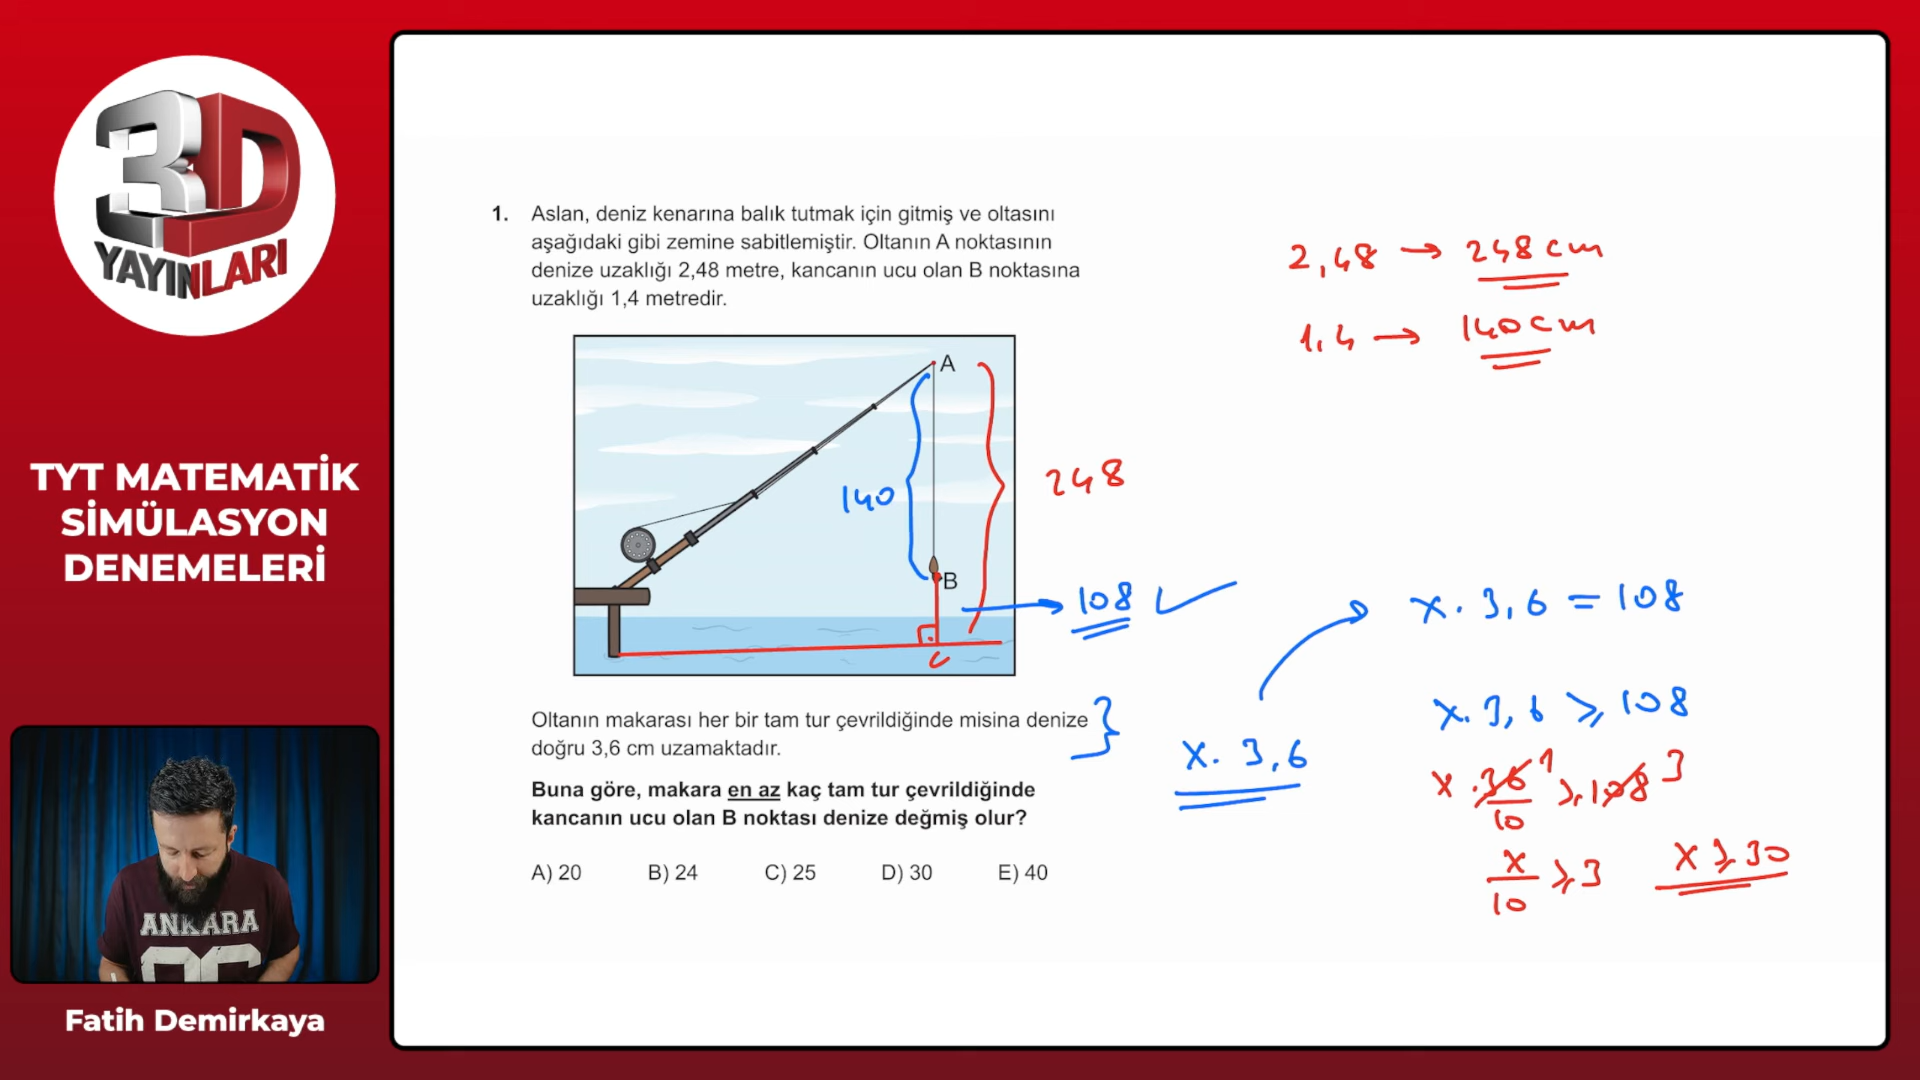 3D
YAYINLARI
TYT MATEMATİK
SİMÜLASYON
DENEMELERİ
ANKARA
Fatih Demirkaya
1. Aslan, deniz kenarına balık tutmak için gitmiş ve oltasını
aşağıdaki gibi zemine sabitlemiştir. Oltanın A noktasının
denize uzaklığı 2,48 metre, kancanın ucu olan B noktasına
uzaklığı 1,4 metredir.
A
140
248
B
108
C
Oltanın makarası her bir tam tur çevrildiğinde misina denize
doğru 3,6 cm uzamaktadır.
Buna göre, makara en az kaç tam tur çevrildiğinde
kancanın ucu olan B noktası denize değmiş olur?
A) 20 B) 24 C) 25 D) 30 E) 40
2,48 → 248 cm
1,4 → 140 cm
x . 3,6
x . 3,6 = 108
x . 3,6 ⩾ 108
x . 36/10 1 ⩾ 108 3
x/10 ⩾ 3 x ⩾ 30